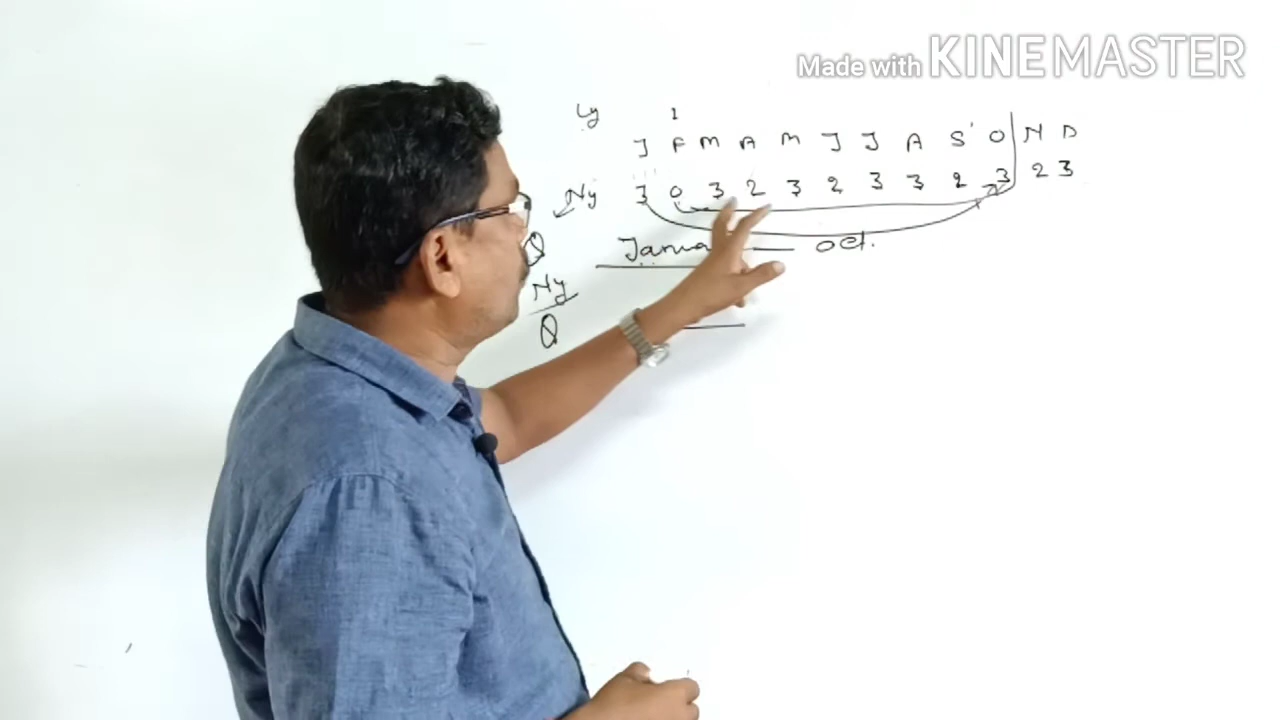 Made with KINEMASTER
Ly 1
J F M A M J J A S O N D
Ny 3 0 3 2 3 2 3 3 2 3 2 3
Q Janua — Oct.
Ny
Q